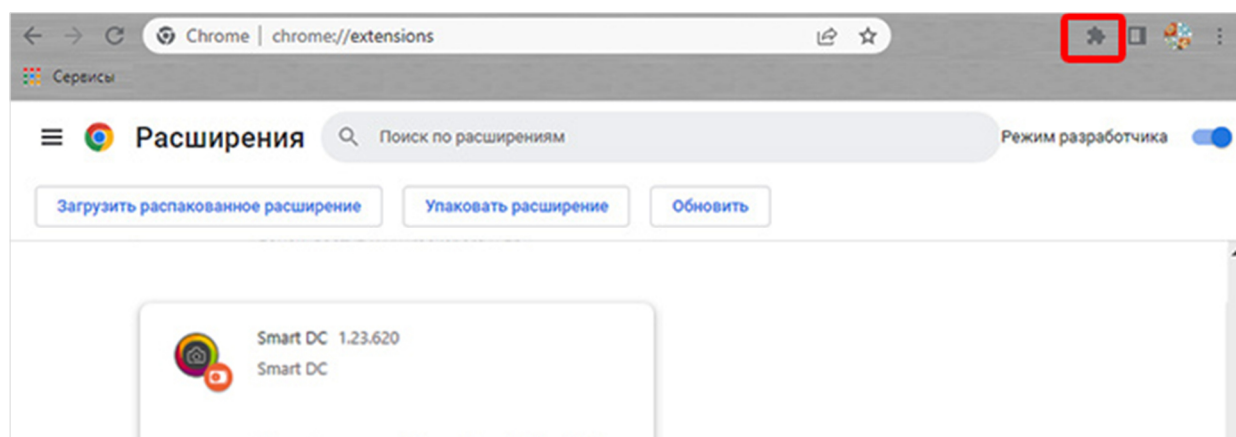 Chrome | chrome://extensions
Сервисы
Расширения Поиск по расширениям Режим разработчика
Загрузить распакованное расширение Упаковать расширение Обновить
Smart DC 1.23.620
Smart DC